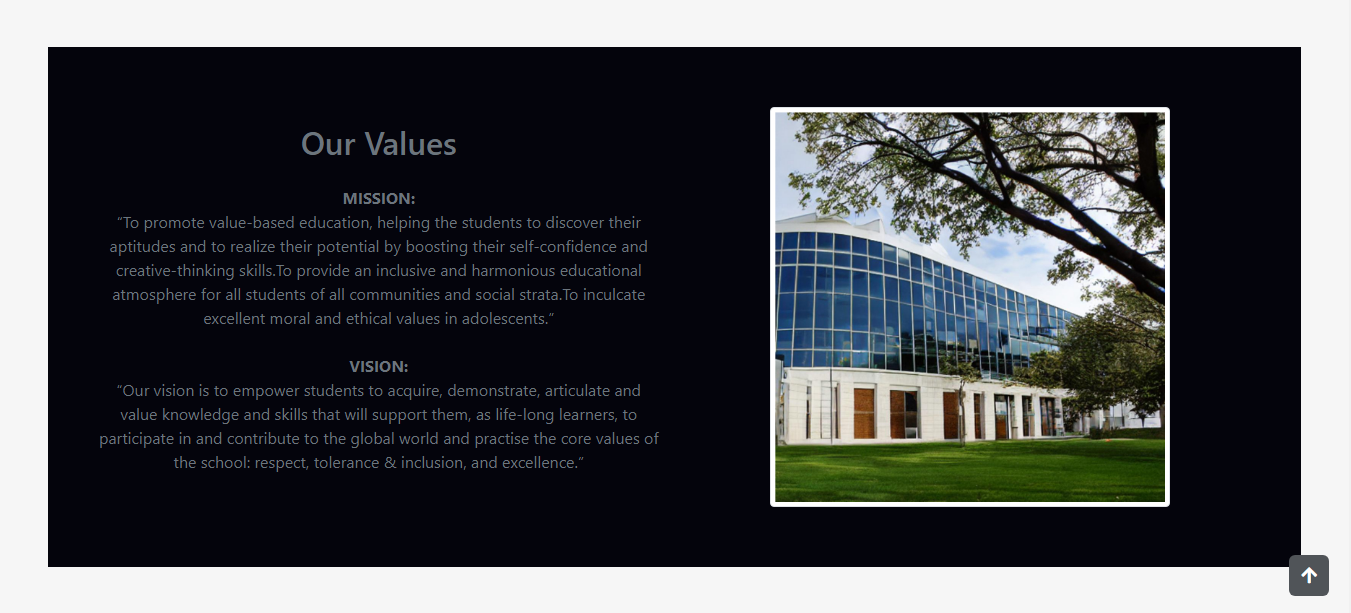 Our Values
MISSION:
“To promote value-based education, helping the students to discover their
aptitudes and to realize their potential by boosting their self-confidence and
creative-thinking skills.To provide an inclusive and harmonious educational
atmosphere for all students of all communities and social strata.To inculcate
excellent moral and ethical values in adolescents.”
VISION:
“Our vision is to empower students to acquire, demonstrate, articulate and
value knowledge and skills that will support them, as life-long learners, to
participate in and contribute to the global world and practise the core values of
the school: respect, tolerance & inclusion, and excellence.”